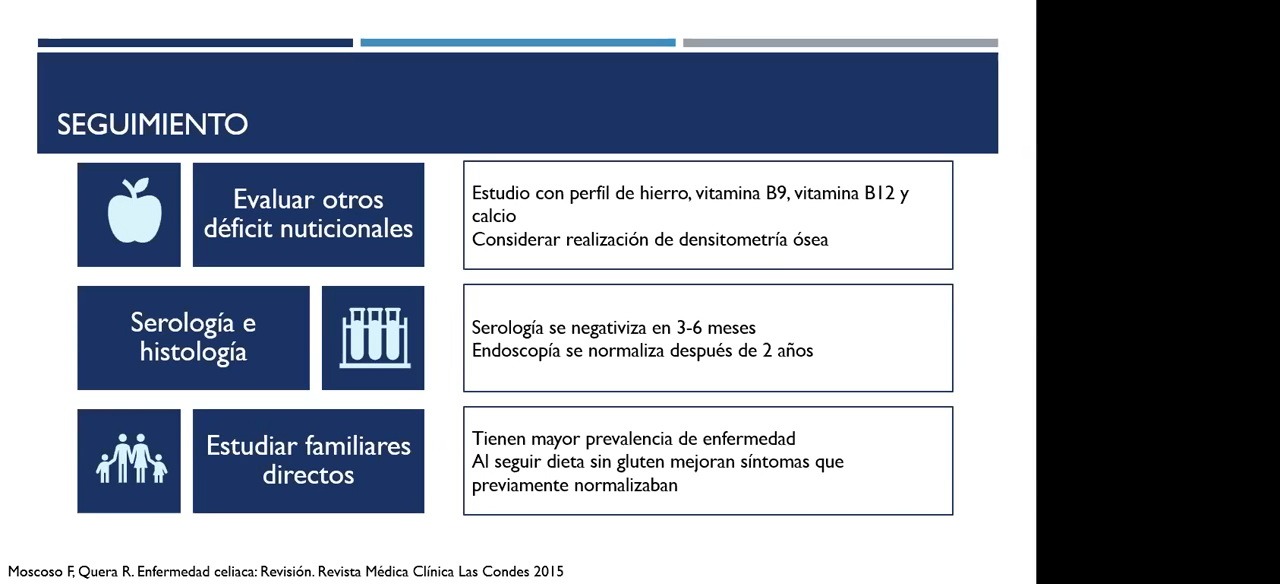 SEGUIMIENTO
Evaluar otros
déficit nuticionales
Estudio con perfil de hierro, vitamina B9, vitamina B12 y
calcio
Considerar realización de densitometría ósea
Serología e
histología
Serología se negativiza en 3-6 meses
Endoscopía se normaliza después de 2 años
Estudiar familiares
directos
Tienen mayor prevalencia de enfermedad
Al seguir dieta sin gluten mejoran síntomas que
previamente normalizaban
Moscoso F, Quera R. Enfermedad celiaca: Revisión. Revista Médica Clínica Las Condes 2015